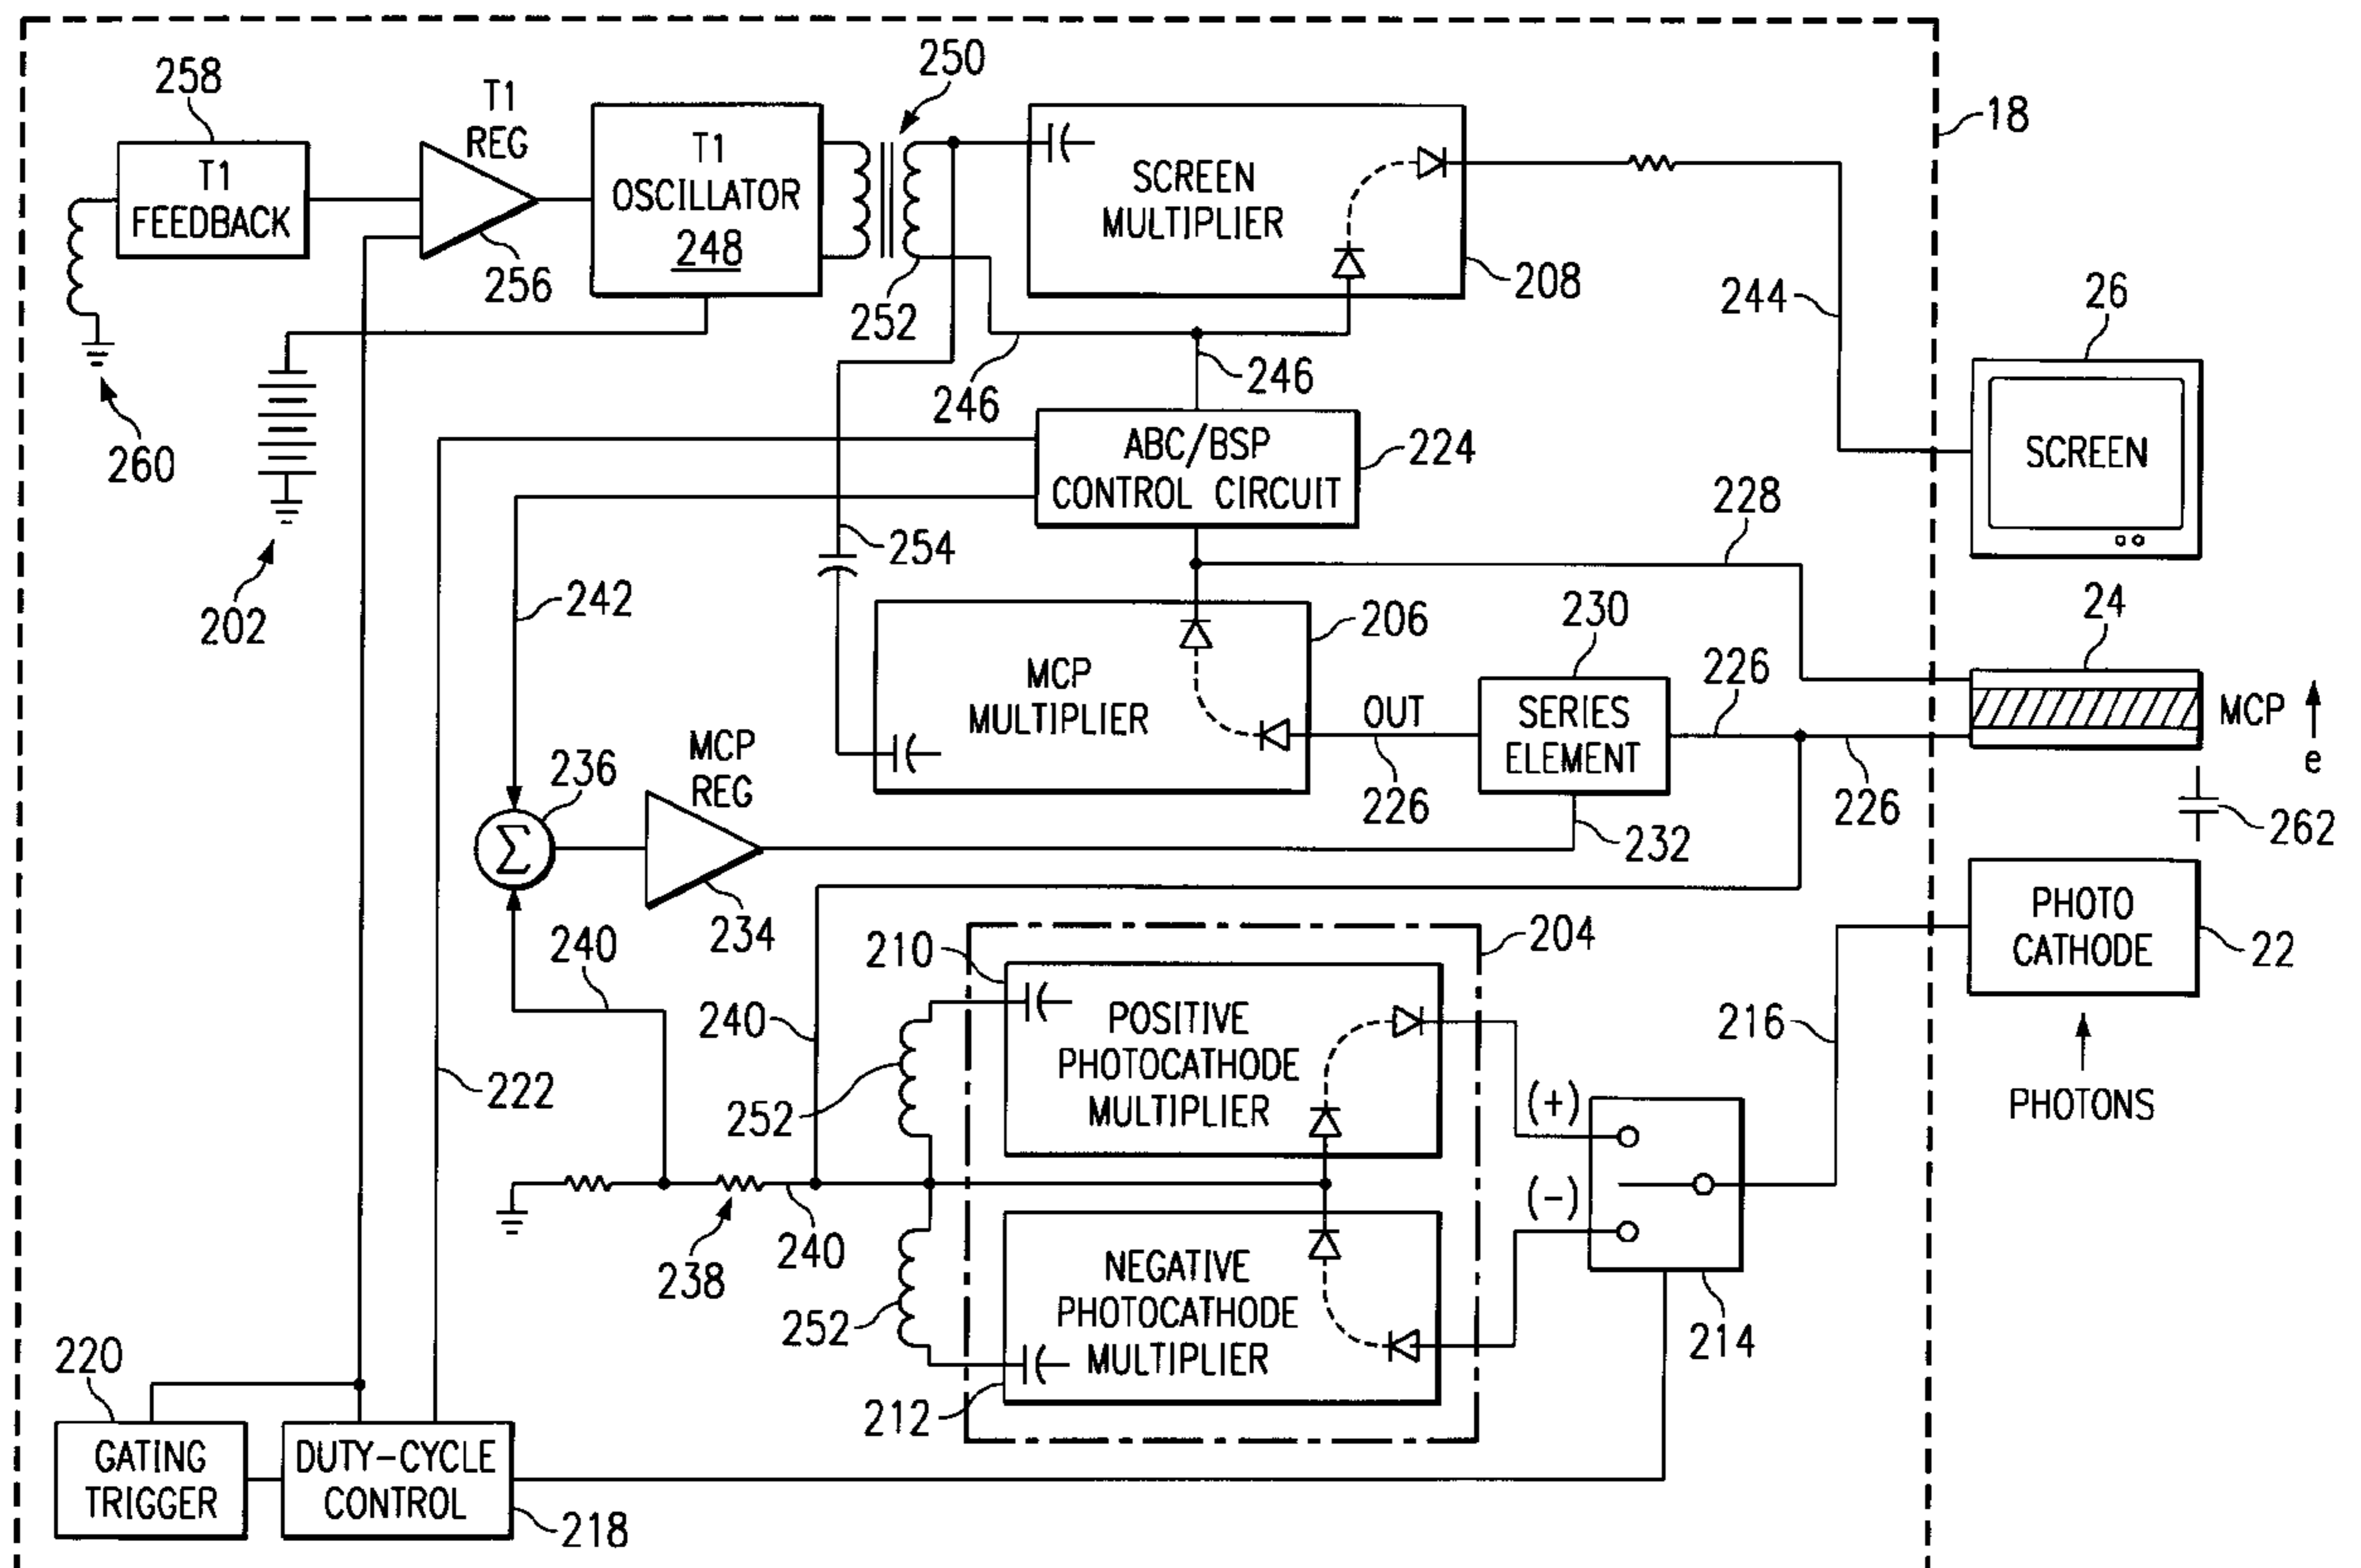 250
258
T1
REG
18
T1
FEEDBACK
T1
OSCILLATOR
248
SCREEN
MULTIPLIER
256
252
208
244
26
246
246
260
ABC/BSP
CONTROL CIRCUIT
224
SCREEN
228
254
242
202
206
230
24
MCP
MULTIPLIER
OUT
226
SERIES
ELEMENT
226
MCP
e
MCP
REG
236
226
226
232
262
Σ
234
240
210
204
PHOTO
CATHODE
22
240
216
POSITIVE
PHOTOCATHODE
MULTIPLIER
222
252
(+)
PHOTONS
(-)
240
238
252
NEGATIVE
PHOTOCATHODE
MULTIPLIER
214
220
212
GATING
TRIGGER
DUTY-CYCLE
CONTROL
218